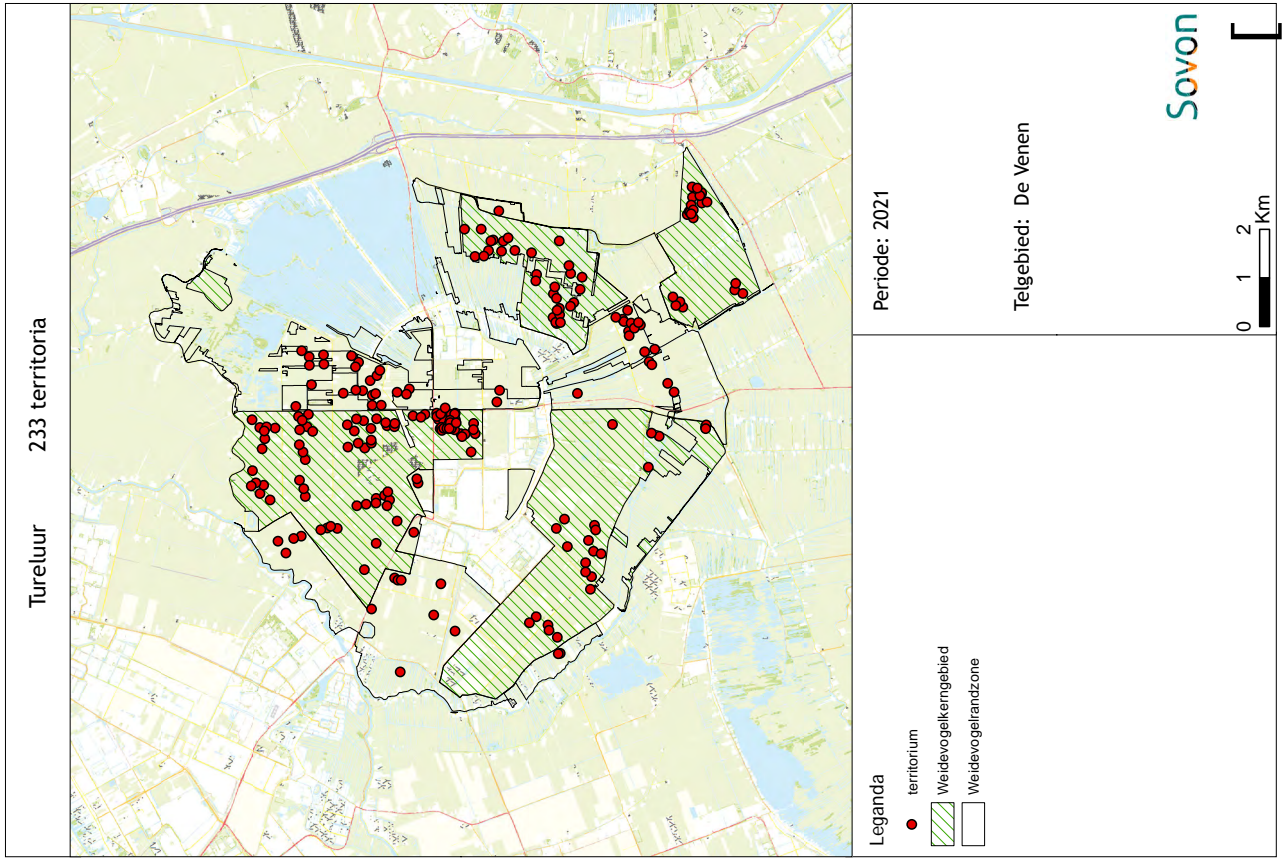 Tureluur 233 territoria
Leganda
territorium
Weidevogelkerngebied
Weidevogelrandzone
Periode: 2021
Telgebied: De Venen
0 1 2
Km
Sovon